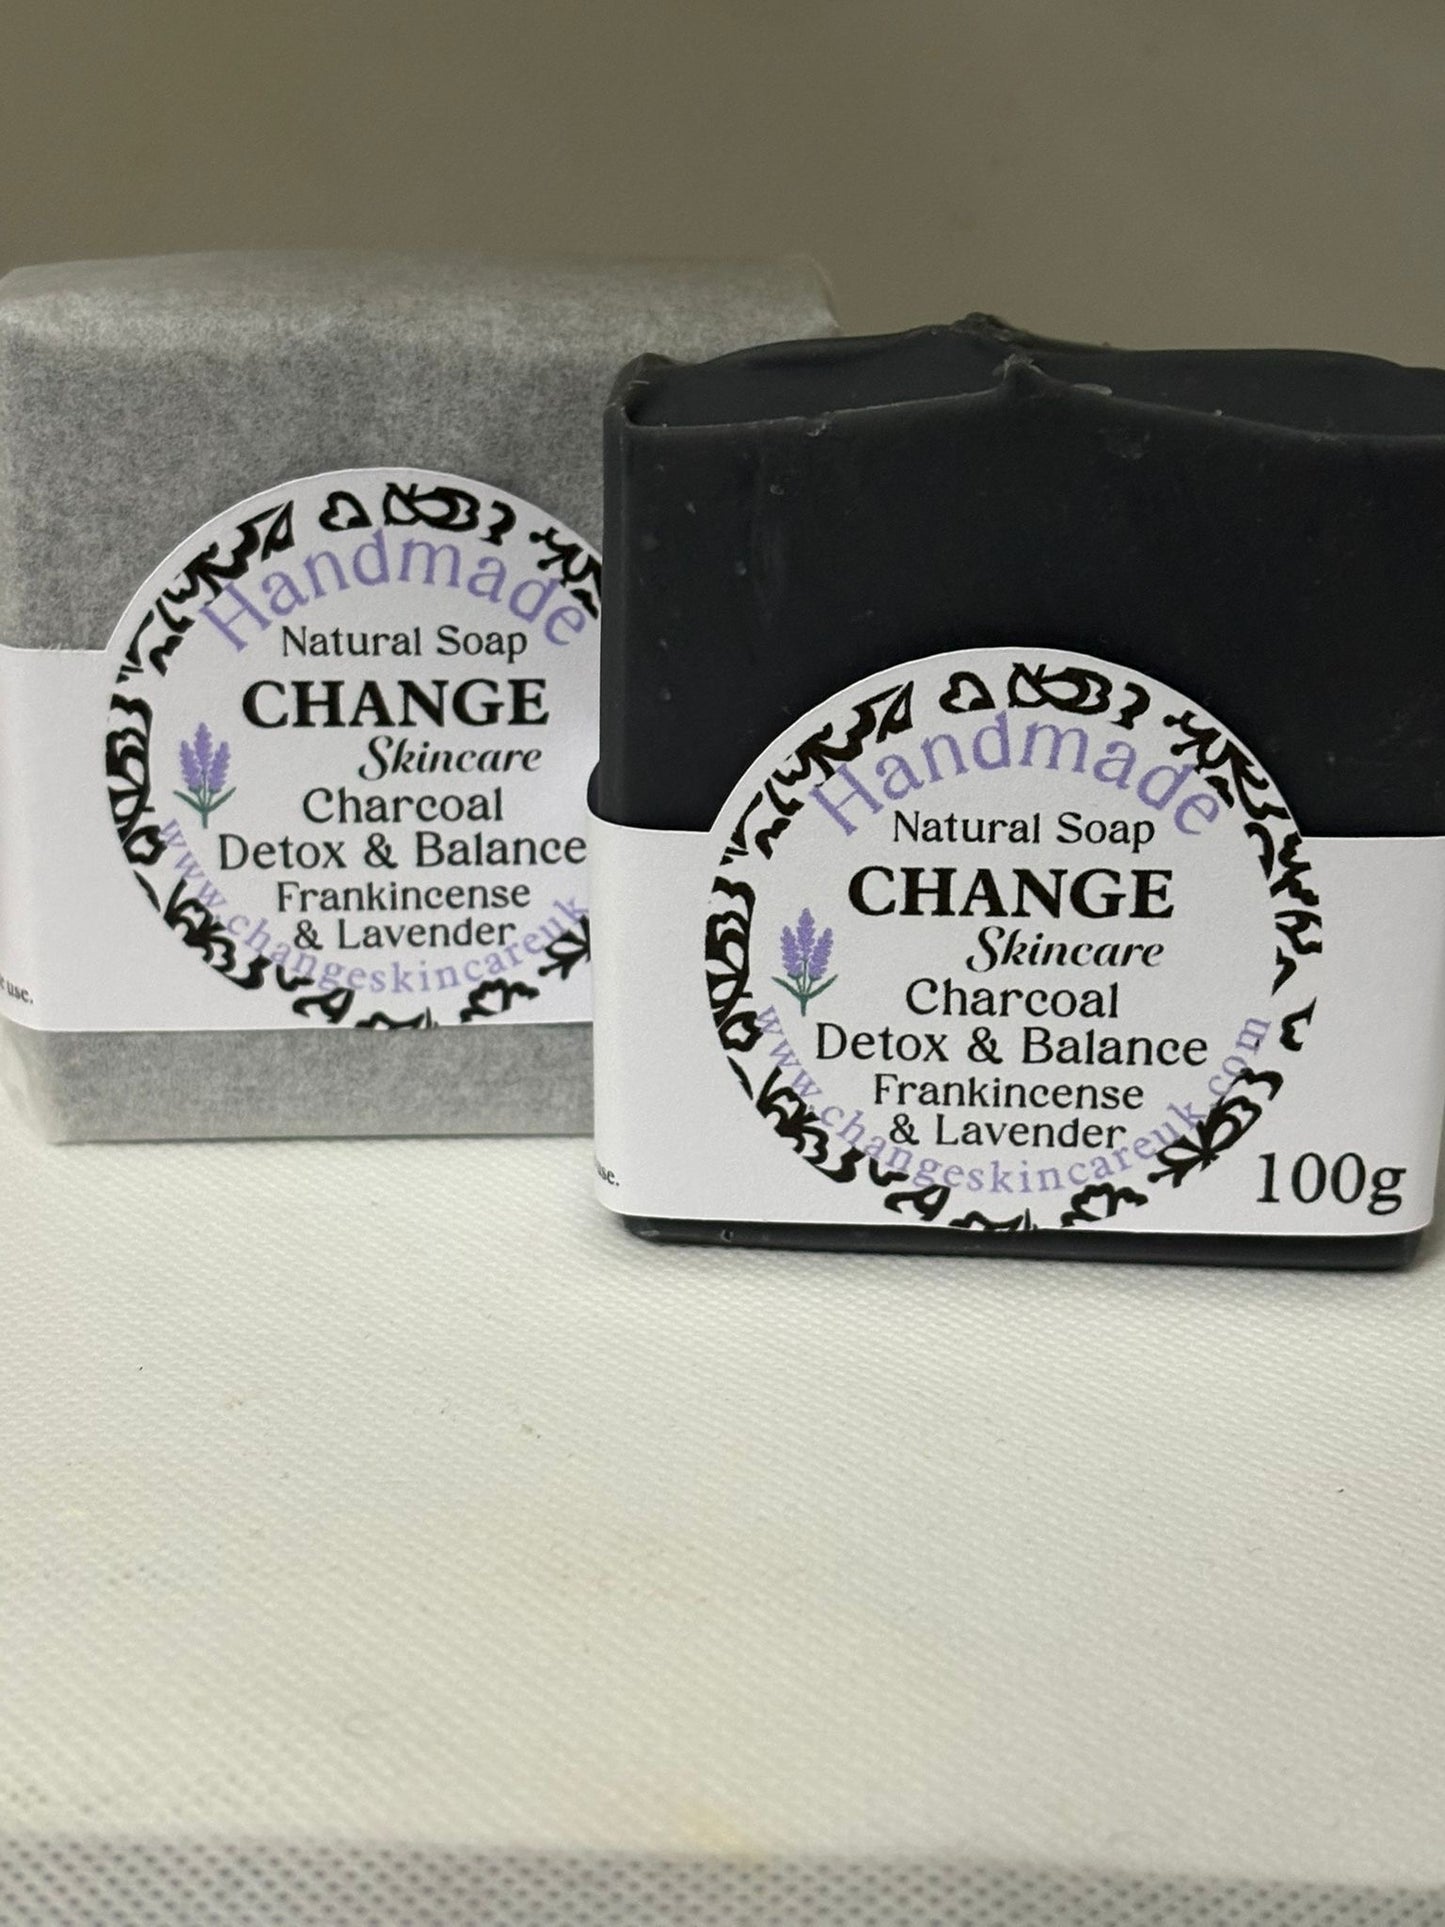 Handmade
Natural Soap
CHANGE
Skincare
Charcoal
Detox & Balance
Frankincense
& Lavender
www.changeskincareuk
use.
Handmade
Natural Soap
CHANGE
Skincare
Charcoal
Detox & Balance
Frankincense
& Lavender
www.changeskincareuk.com
100g